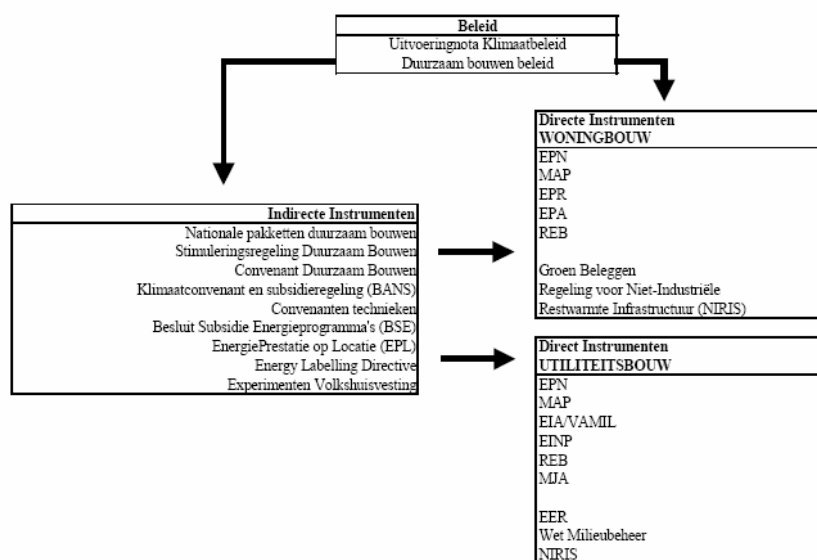 Beleid
Uitvoeringnota Klimaatbeleid
Duurzaam bouwen beleid
Indirecte Instrumenten
Nationale pakketten duurzaam bouwen
Stimuleringsregeling Duurzaam Bouwen
Convenant Duurzaam Bouwen
Klimaatconvenant en subsidieregeling (BANS)
Convenanten technieken
Besluit Subsidie Energieprogramma's (BSE)
EnergiePrestatie op Locatie (EPL)
Energy Labelling Directive
Experimenten Volkshuisvesting
Directe Instrumenten
WONINGBOUW
EPN
MAP
EPR
EPA
REB
Groen Beleggen
Regeling voor Niet-Industriële
Restwarmte Infrastructuur (NIRIS)
Direct Instrumenten
UTILITEITSBOUW
EPN
MAP
EIA/VAMIL
EINP
REB
MJA
EER
Wet Milieubeheer
NIRIS